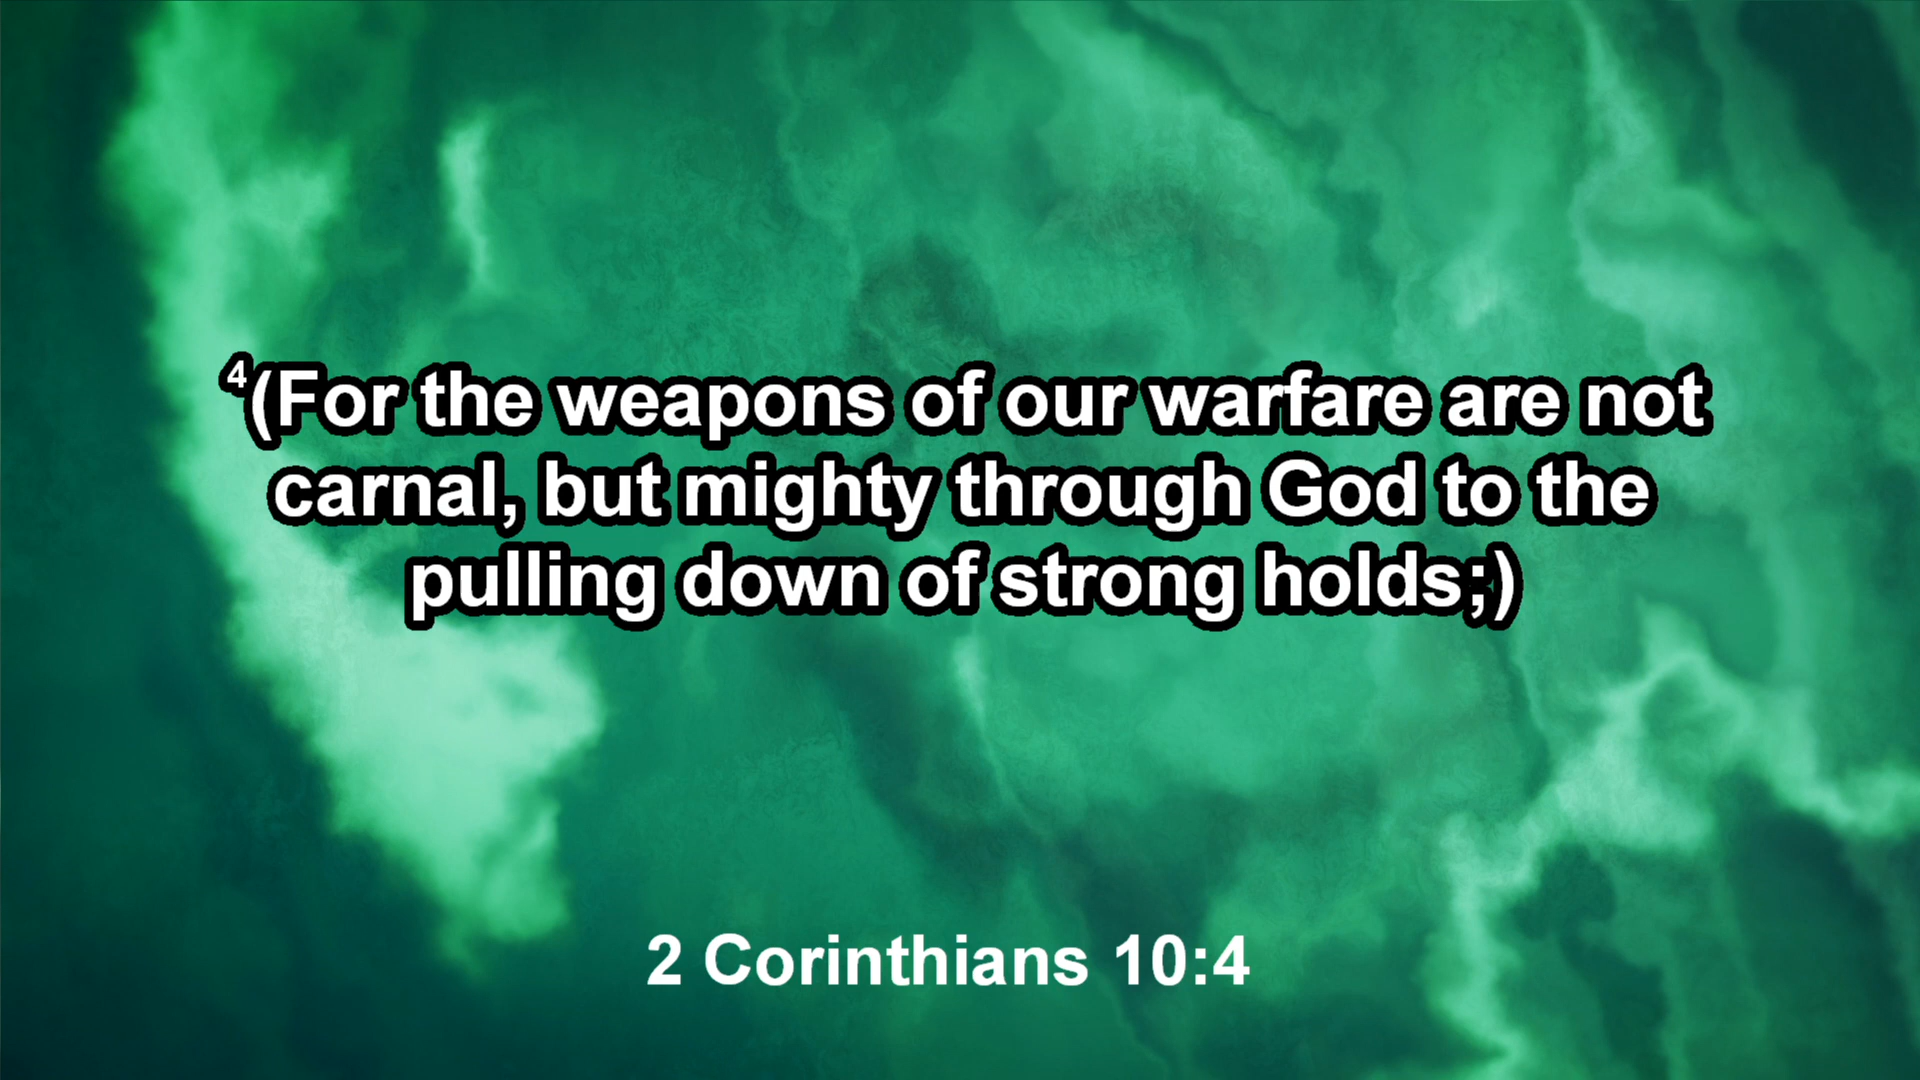 ⁴(For the weapons of our warfare are not
carnal, but mighty through God to the
pulling down of strong holds;)
2 Corinthians 10:4